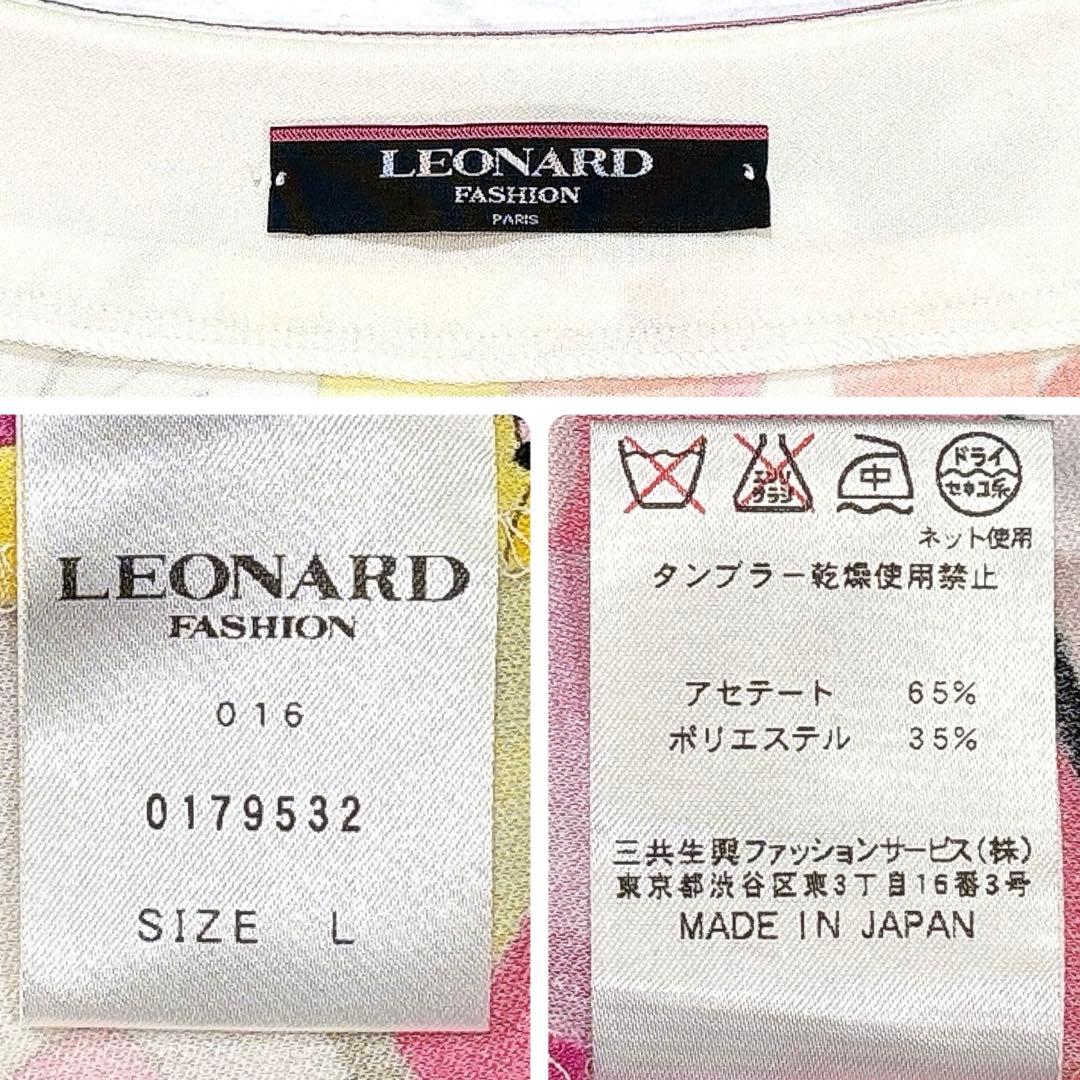 LEONARD
FASHION
PARIS
LEONARD
FASHION
016
0179532
SIZE L
エンソ
サラシ
中
ドライ
セキユ系
ネット使用
タンブラー乾燥使用禁止
アセテート 65%
ポリエステル 35%
三共生興ファッションサービス(株)
東京都渋谷区東3丁目16番3号
MADE IN JAPAN